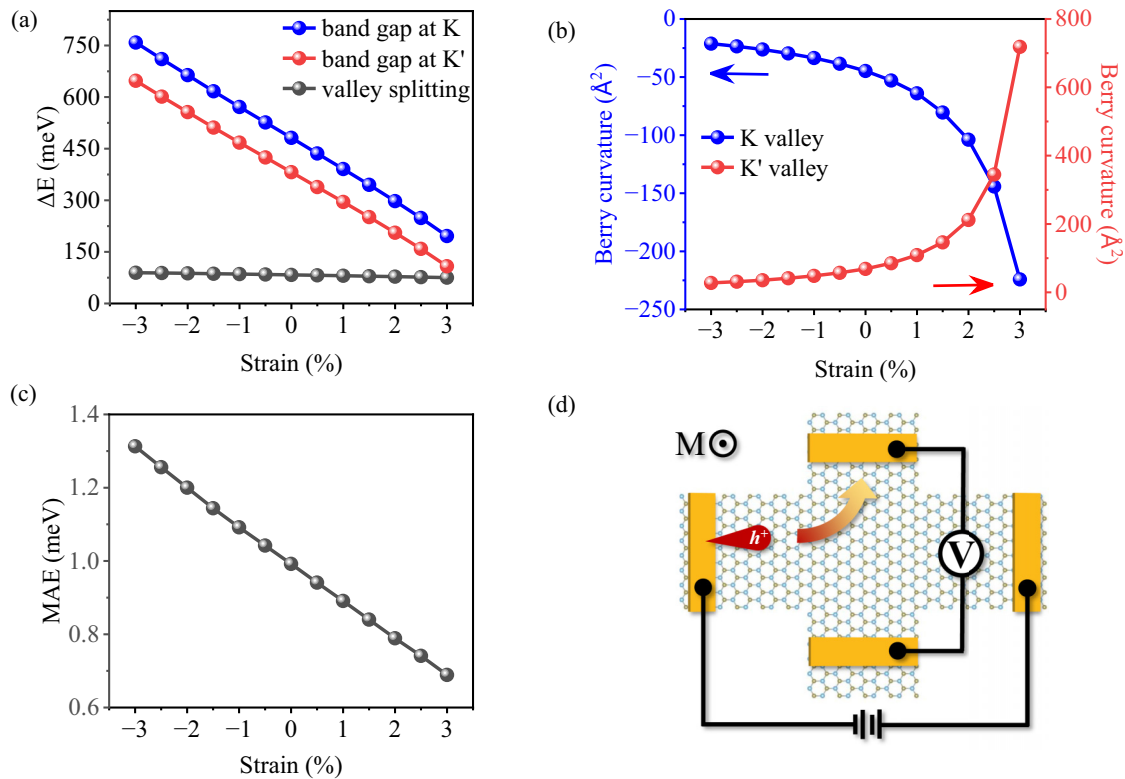 (a)
band gap at K
band gap at K'
valley splitting
750
600
450
300
150
0
ΔE (meV)
−3 −2 −1 0 1 2 3
Strain (%)
(b)
0
−50
−100
−150
−200
−250
Berry curvature (Å²)
K valley
K' valley
800
600
400
200
0
Berry curvature (Å²)
−3 −2 −1 0 1 2 3
Strain (%)
(c)
1.4
1.2
1.0
0.8
0.6
MAE (meV)
−3 −2 −1 0 1 2 3
Strain (%)
(d)
M
h⁺
V